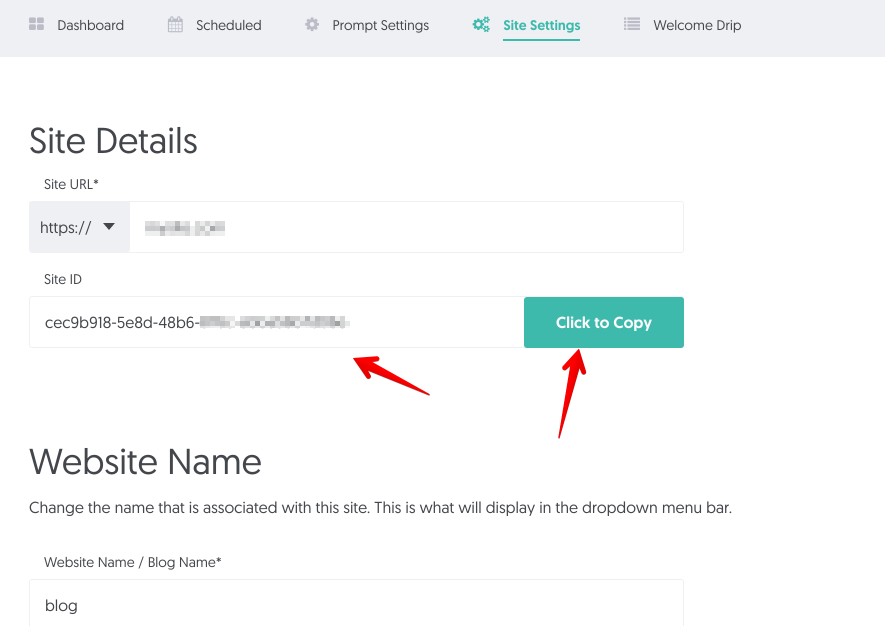 Dashboard Scheduled Prompt Settings Site Settings Welcome Drip
Site Details
Site URL*
https://
Site ID
cec9b918-5e8d-48b6-
Click to Copy
Website Name
Change the name that is associated with this site. This is what will display in the dropdown menu bar.
Website Name / Blog Name*
blog